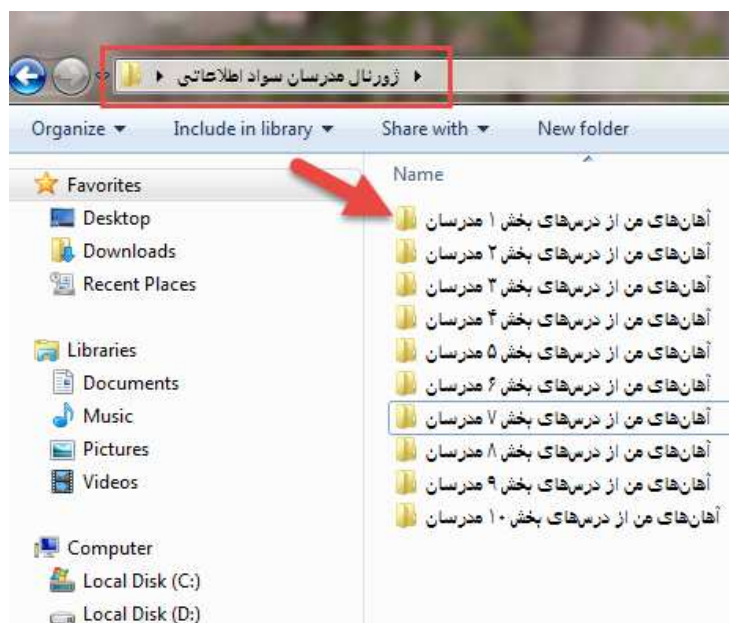 ژورنال مدرسان سواد اطلاعاتی
Organize Include in library Share with New folder
Favorites
Desktop
Downloads
Recent Places
Libraries
Documents
Music
Pictures
Videos
Computer
Local Disk (C:)
Local Disk (D:)
Name
آهان‌های من از درس‌های بخش ۱ مدرسان
آهان‌های من از درس‌های بخش ۲ مدرسان
آهان‌های من از درس‌های بخش ۳ مدرسان
آهان‌های من از درس‌های بخش ۴ مدرسان
آهان‌های من از درس‌های بخش ۵ مدرسان
آهان‌های من از درس‌های بخش ۶ مدرسان
آهان‌های من از درس‌های بخش ۷ مدرسان
آهان‌های من از درس‌های بخش ۸ مدرسان
آهان‌های من از درس‌های بخش ۹ مدرسان
آهان‌های من از درس‌های بخش ۱۰ مدرسان